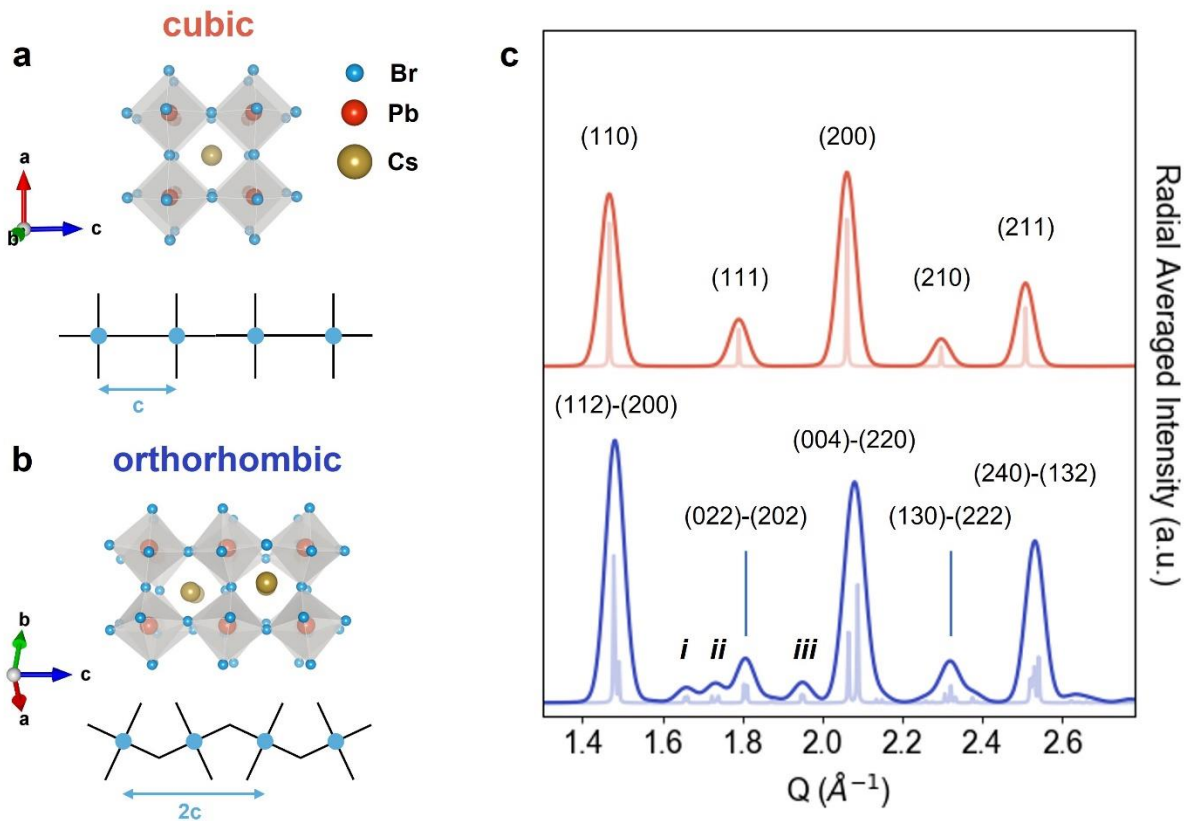 cubic
a
Br
Pb
Cs
a
b
c
c
b
orthorhombic
b
c
a
2c
c
(110)
(111)
(200)
(210)
(211)
(112)-(200)
(022)-(202)
(004)-(220)
(130)-(222)
(240)-(132)
i
ii
iii
1.4 1.6 1.8 2.0 2.2 2.4 2.6
Q (Å⁻¹)
Radial Averaged Intensity (a.u.)